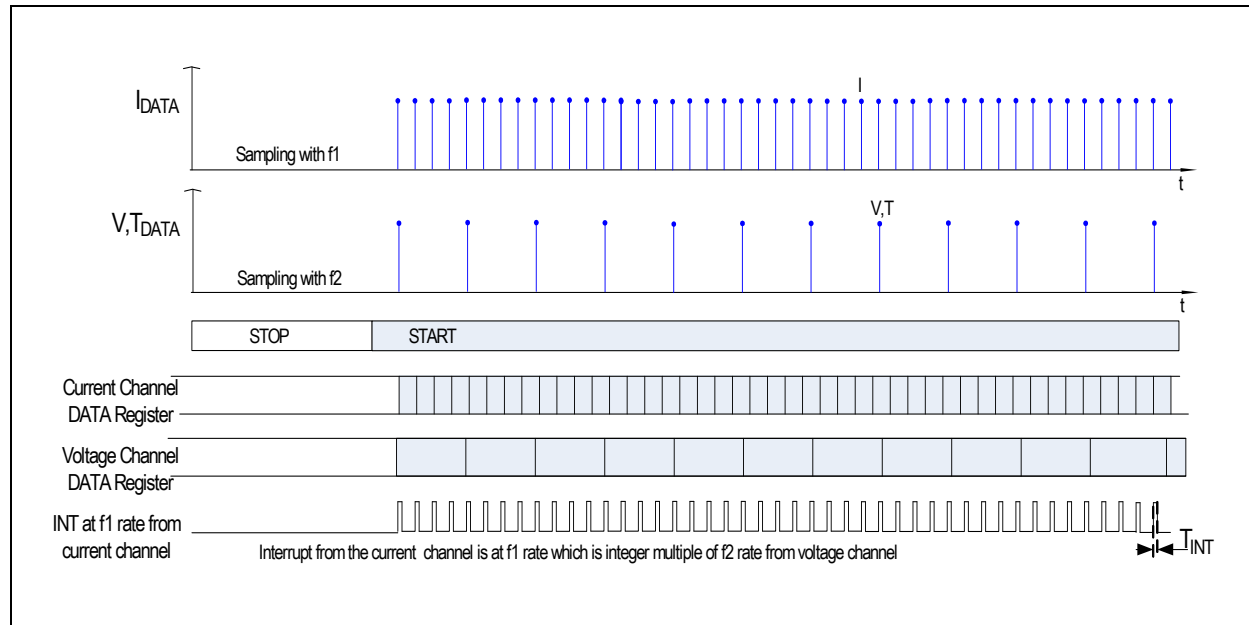 I
IDATA
Sampling with f1
t
V,T
V,TDATA
Sampling with f2
t
STOP START
Current Channel
DATA Register
Voltage Channel
DATA Register
INT at f1 rate from
current channel
Interrupt from the current channel is at f1 rate which is integer multiple of f2 rate from voltage channel
TINT